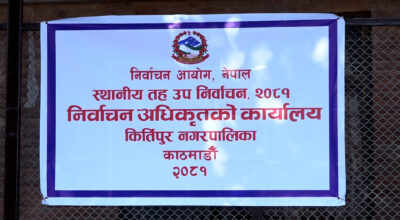 निर्वाचन आयोग, नेपाल
स्थानीय तह उप निर्वाचन, २०८१
निर्वाचन अधिकृतको कार्यालय
किर्तिपुर नगरपालिका
काठमाडौँ
२०८१